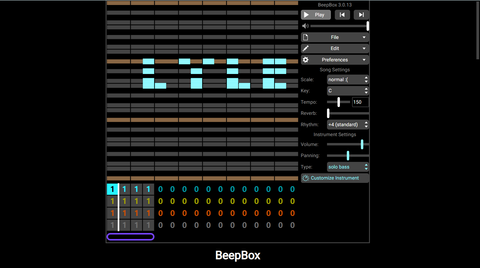 BeepBox 3.0.13
Play
File
Edit
Preferences
Song Settings
Scale: normal :(
Key: C
Tempo: 150
Reverb:
Rhythm: ÷4 (standard)
Instrument Settings
Volume:
Panning:
Type: solo bass
Customize Instrument
1 1 1 1 0 0 0 0 0 0 0 0 0 0 0 0
1 1 1 1 0 0 0 0 0 0 0 0 0 0 0 0
1 1 1 1 0 0 0 0 0 0 0 0 0 0 0 0
1 1 1 1 0 0 0 0 0 0 0 0 0 0 0 0
BeepBox